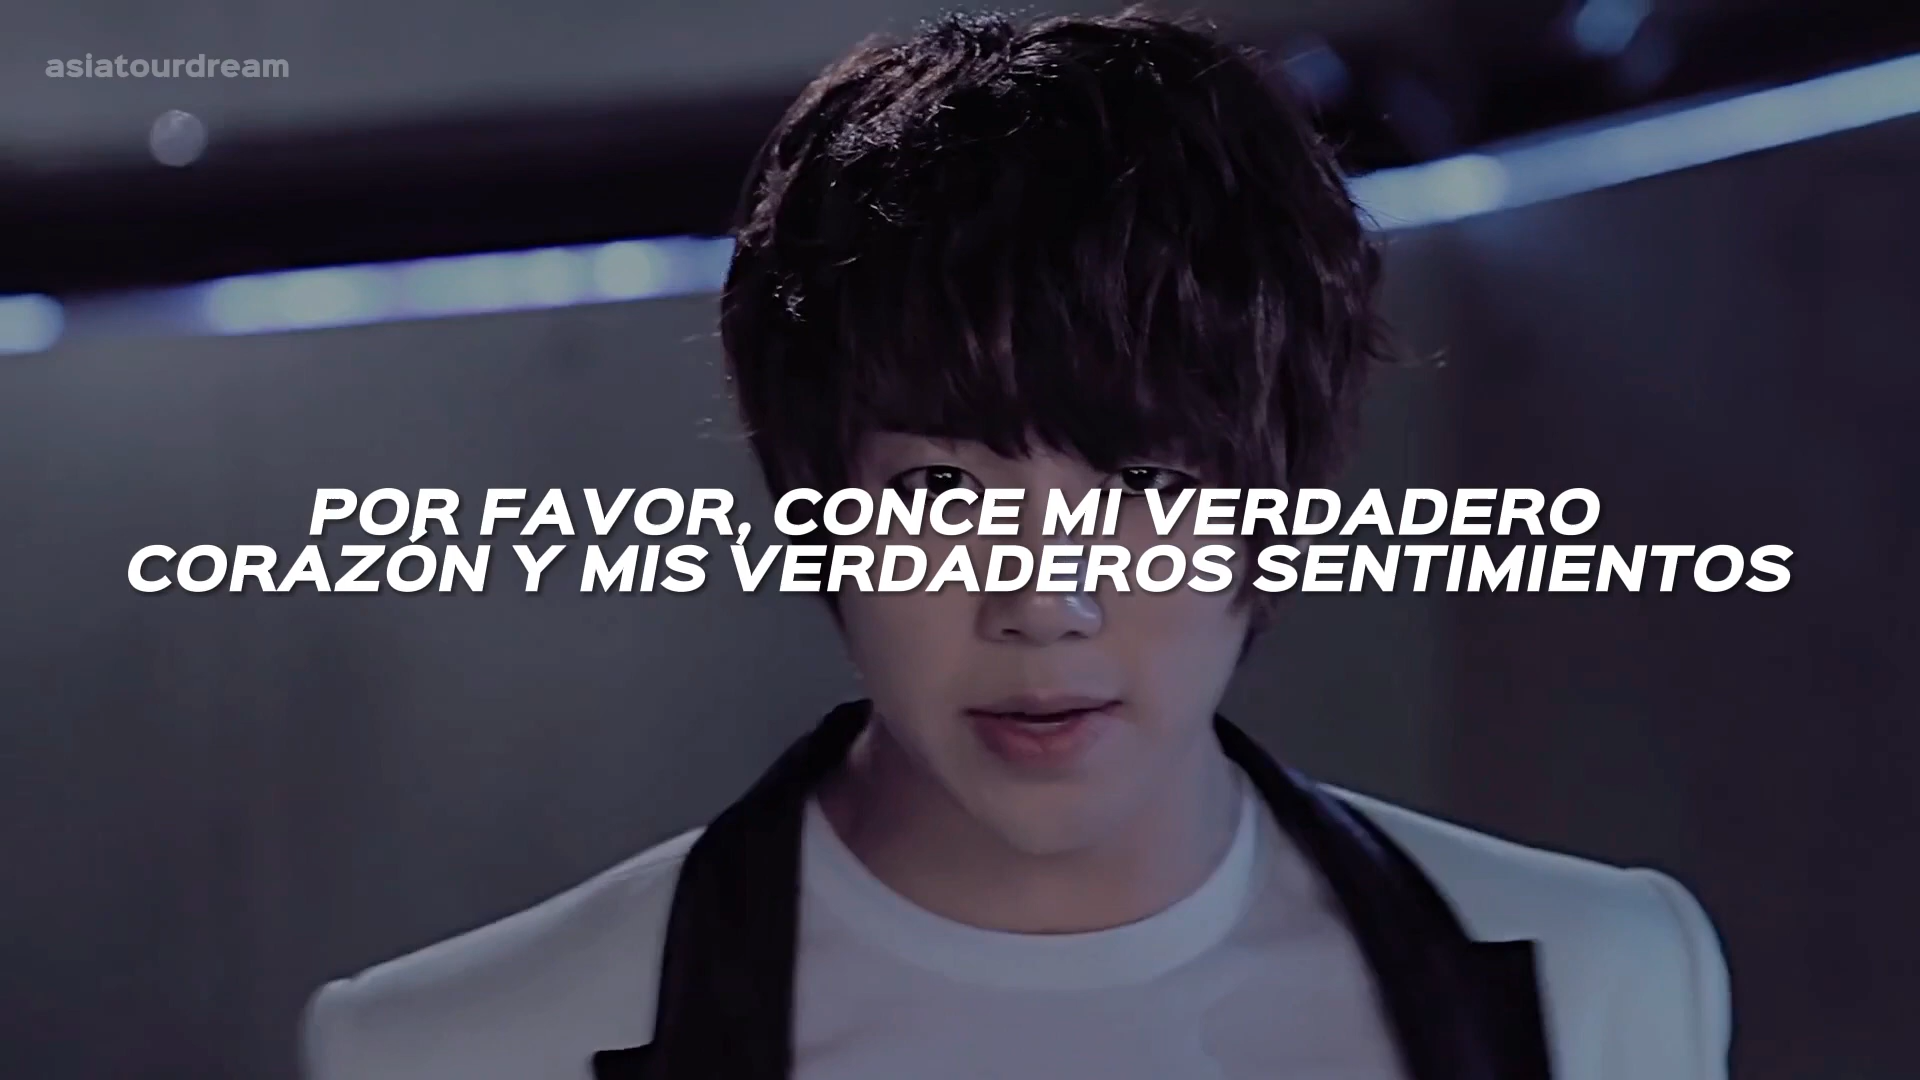 asiatourdream
POR FAVOR, CONCE MI VERDADERO
CORAZÓN Y MIS VERDADEROS SENTIMIENTOS